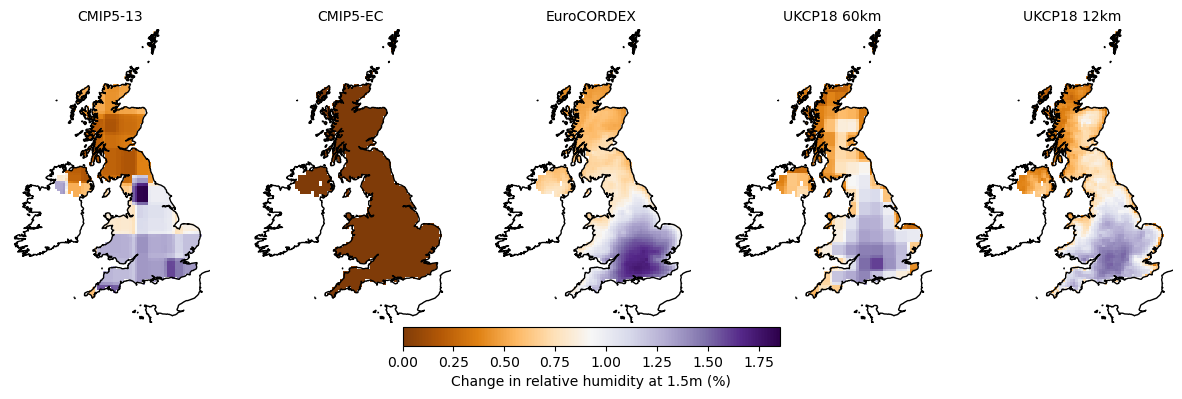 CMIP5-13 CMIP5-EC EuroCORDEX UKCP18 60km UKCP18 12km
0.00 0.25 0.50 0.75 1.00 1.25 1.50 1.75
Change in relative humidity at 1.5m (%)